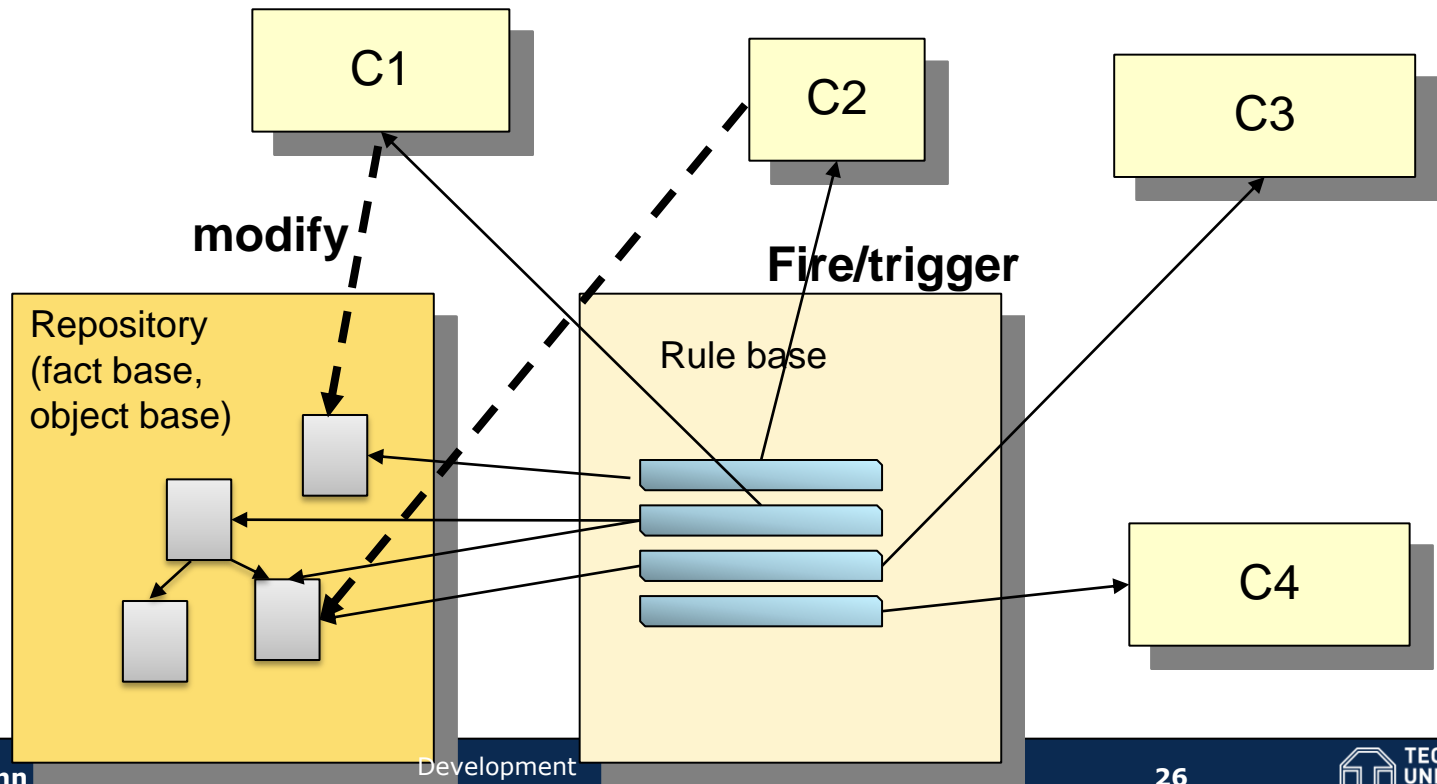 C1
C2
C3
modify
Fire/trigger
Repository
(fact base,
object base)
Rule base
C4
Development
26